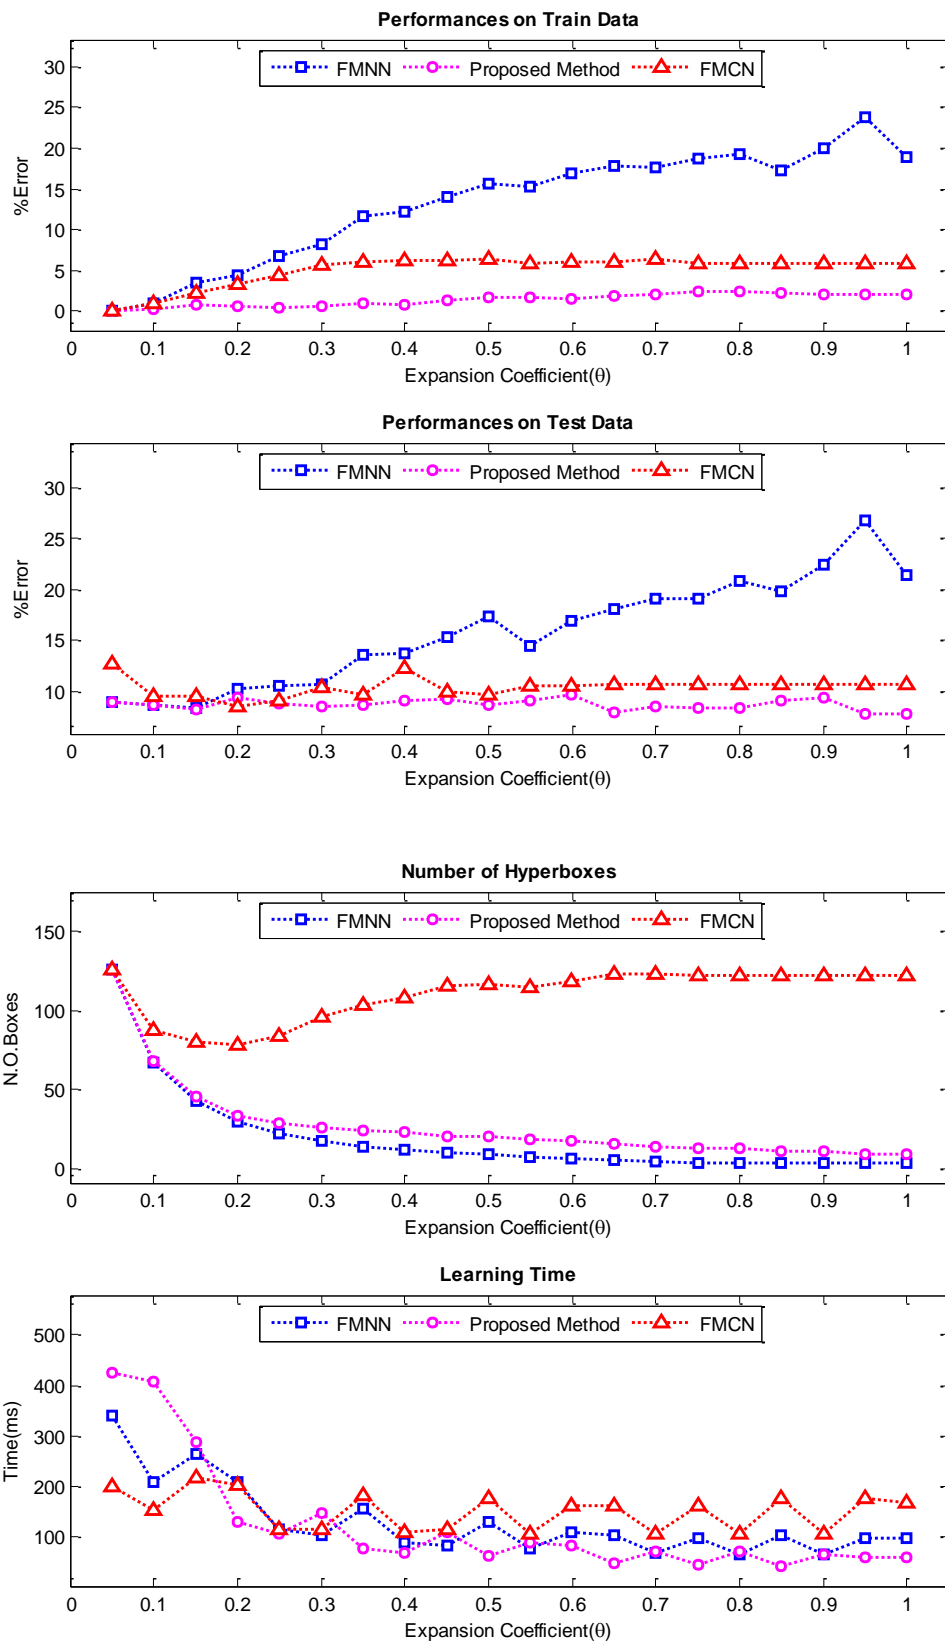 Performances on Train Data
FMNN Proposed Method FMCN
30
25
20
15
10
5
0
%Error
0 0.1 0.2 0.3 0.4 0.5 0.6 0.7 0.8 0.9 1
Expansion Coefficient(θ)
Performances on Test Data
FMNN Proposed Method FMCN
30
25
20
15
10
%Error
0 0.1 0.2 0.3 0.4 0.5 0.6 0.7 0.8 0.9 1
Expansion Coefficient(θ)
Number of Hyperboxes
FMNN Proposed Method FMCN
150
100
50
0
N.O.Boxes
0 0.1 0.2 0.3 0.4 0.5 0.6 0.7 0.8 0.9 1
Expansion Coefficient(θ)
Learning Time
FMNN Proposed Method FMCN
500
400
300
200
100
Time(ms)
0 0.1 0.2 0.3 0.4 0.5 0.6 0.7 0.8 0.9 1
Expansion Coefficient(θ)